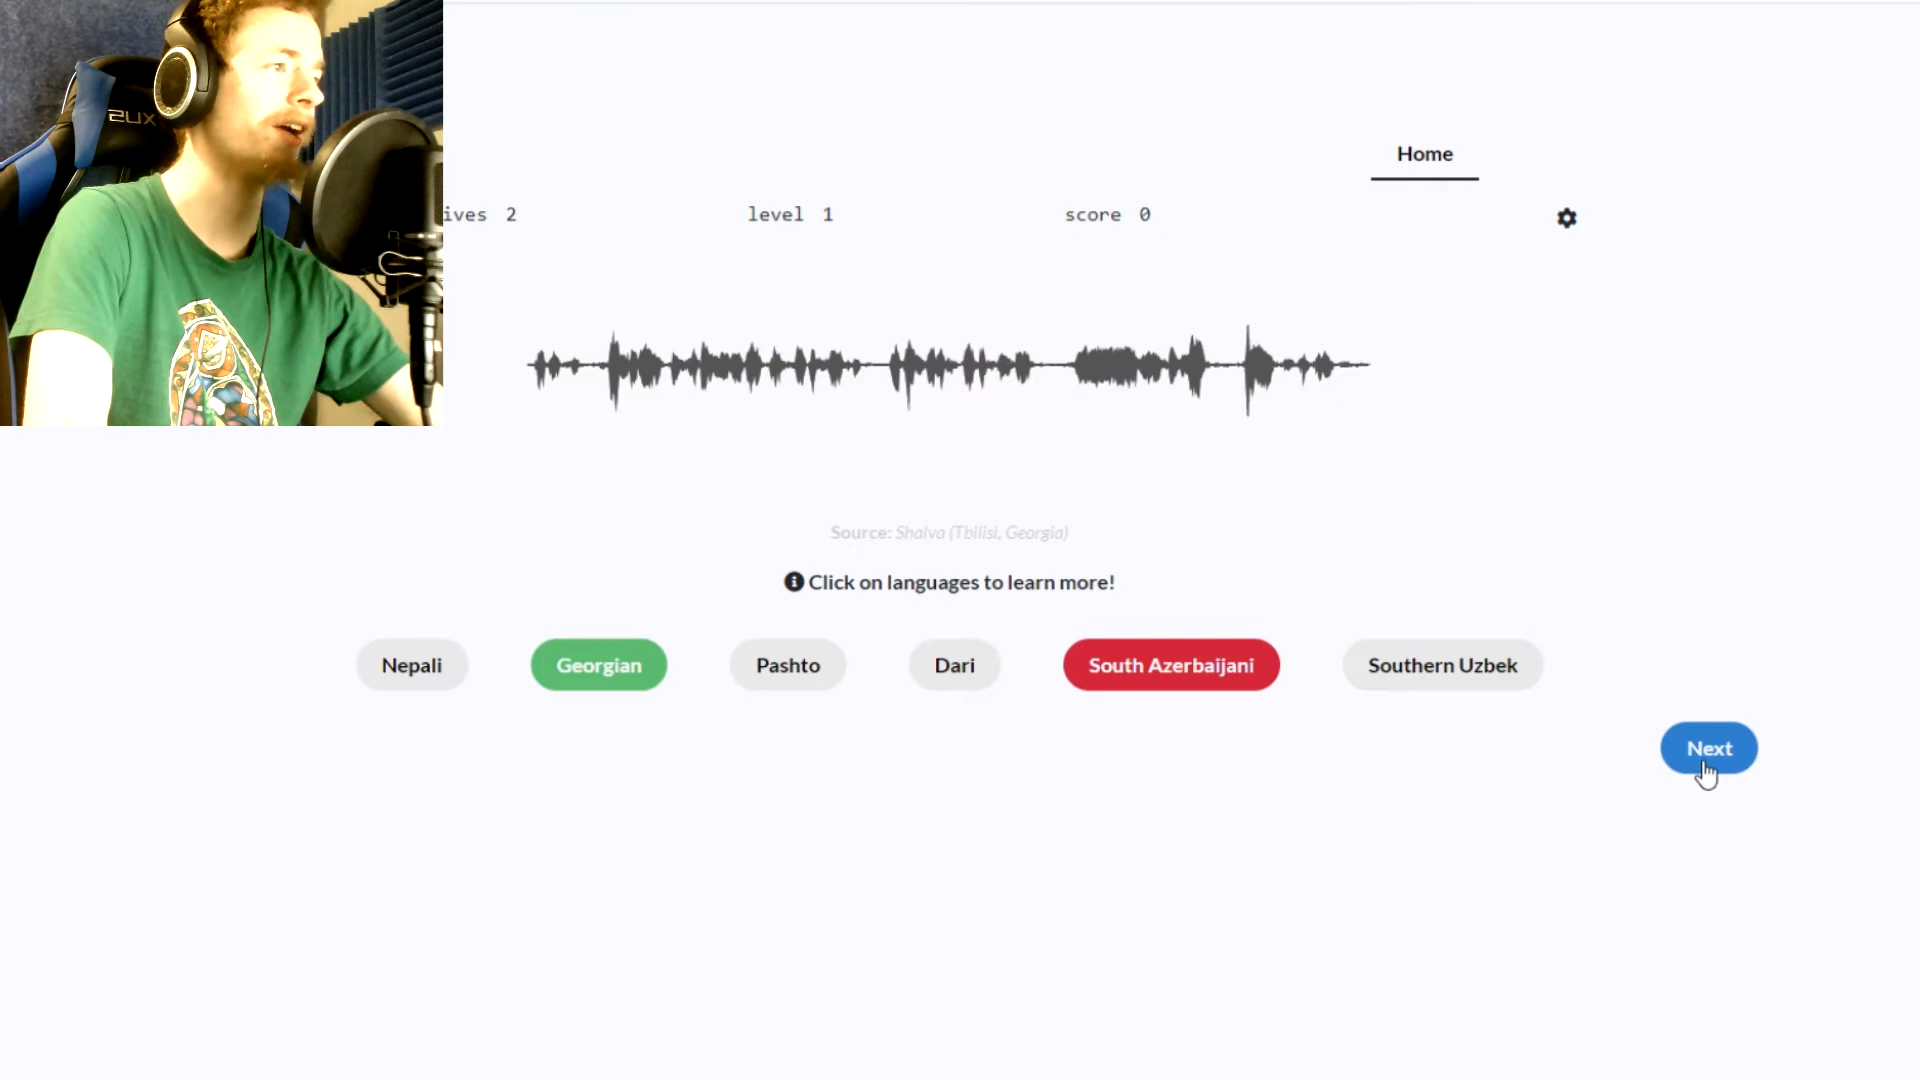 Home
ives 2
level 1
score 0
Source: Shalva (Tbilisi, Georgia)
Click on languages to learn more!
Nepali
Georgian
Pashto
Dari
South Azerbaijani
Southern Uzbek
Next